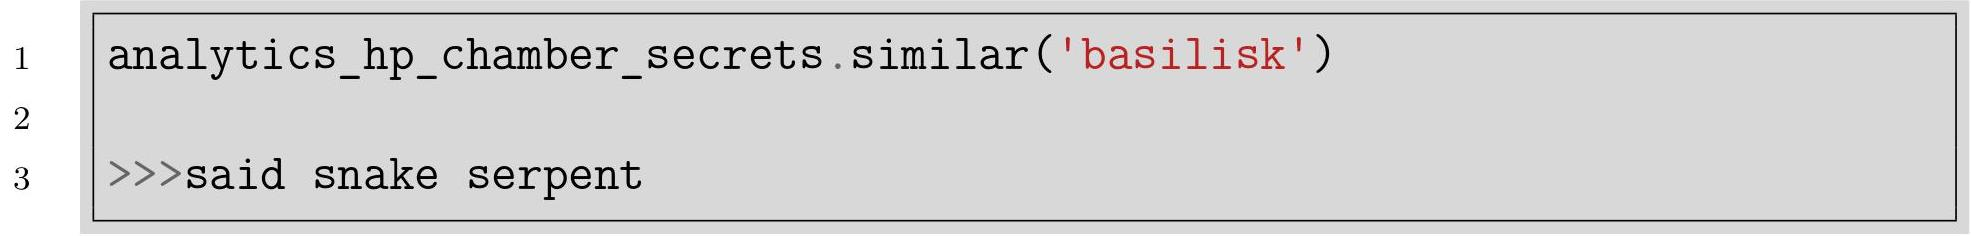 1 analytics_hp_chamber_secrets.similar('basilisk')
2
3 >>>said snake serpent